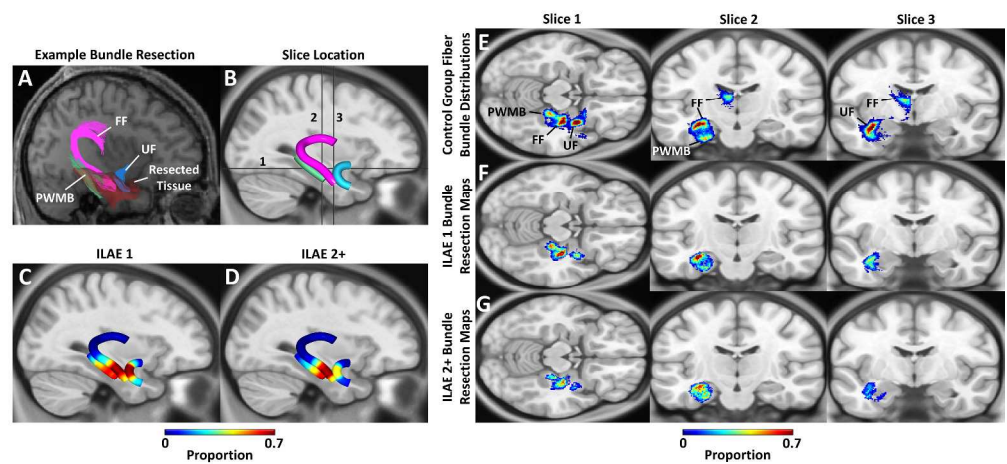 Example Bundle Resection
Slice Location
A
FF
UF
PWMB
Resected
Tissue
B
2
3
1
ILAE 1
ILAE 2+
C
D
0
0.7
Proportion
Slice 1
Slice 2
Slice 3
Control Group Fiber
Bundle Distributions
E
PWMB
FF
UF
FF
PWMB
UF
FF
ILAE 1 Bundle
Resection Maps
F
ILAE 2+ Bundle
Resection Maps
G
0
0.7
Proportion